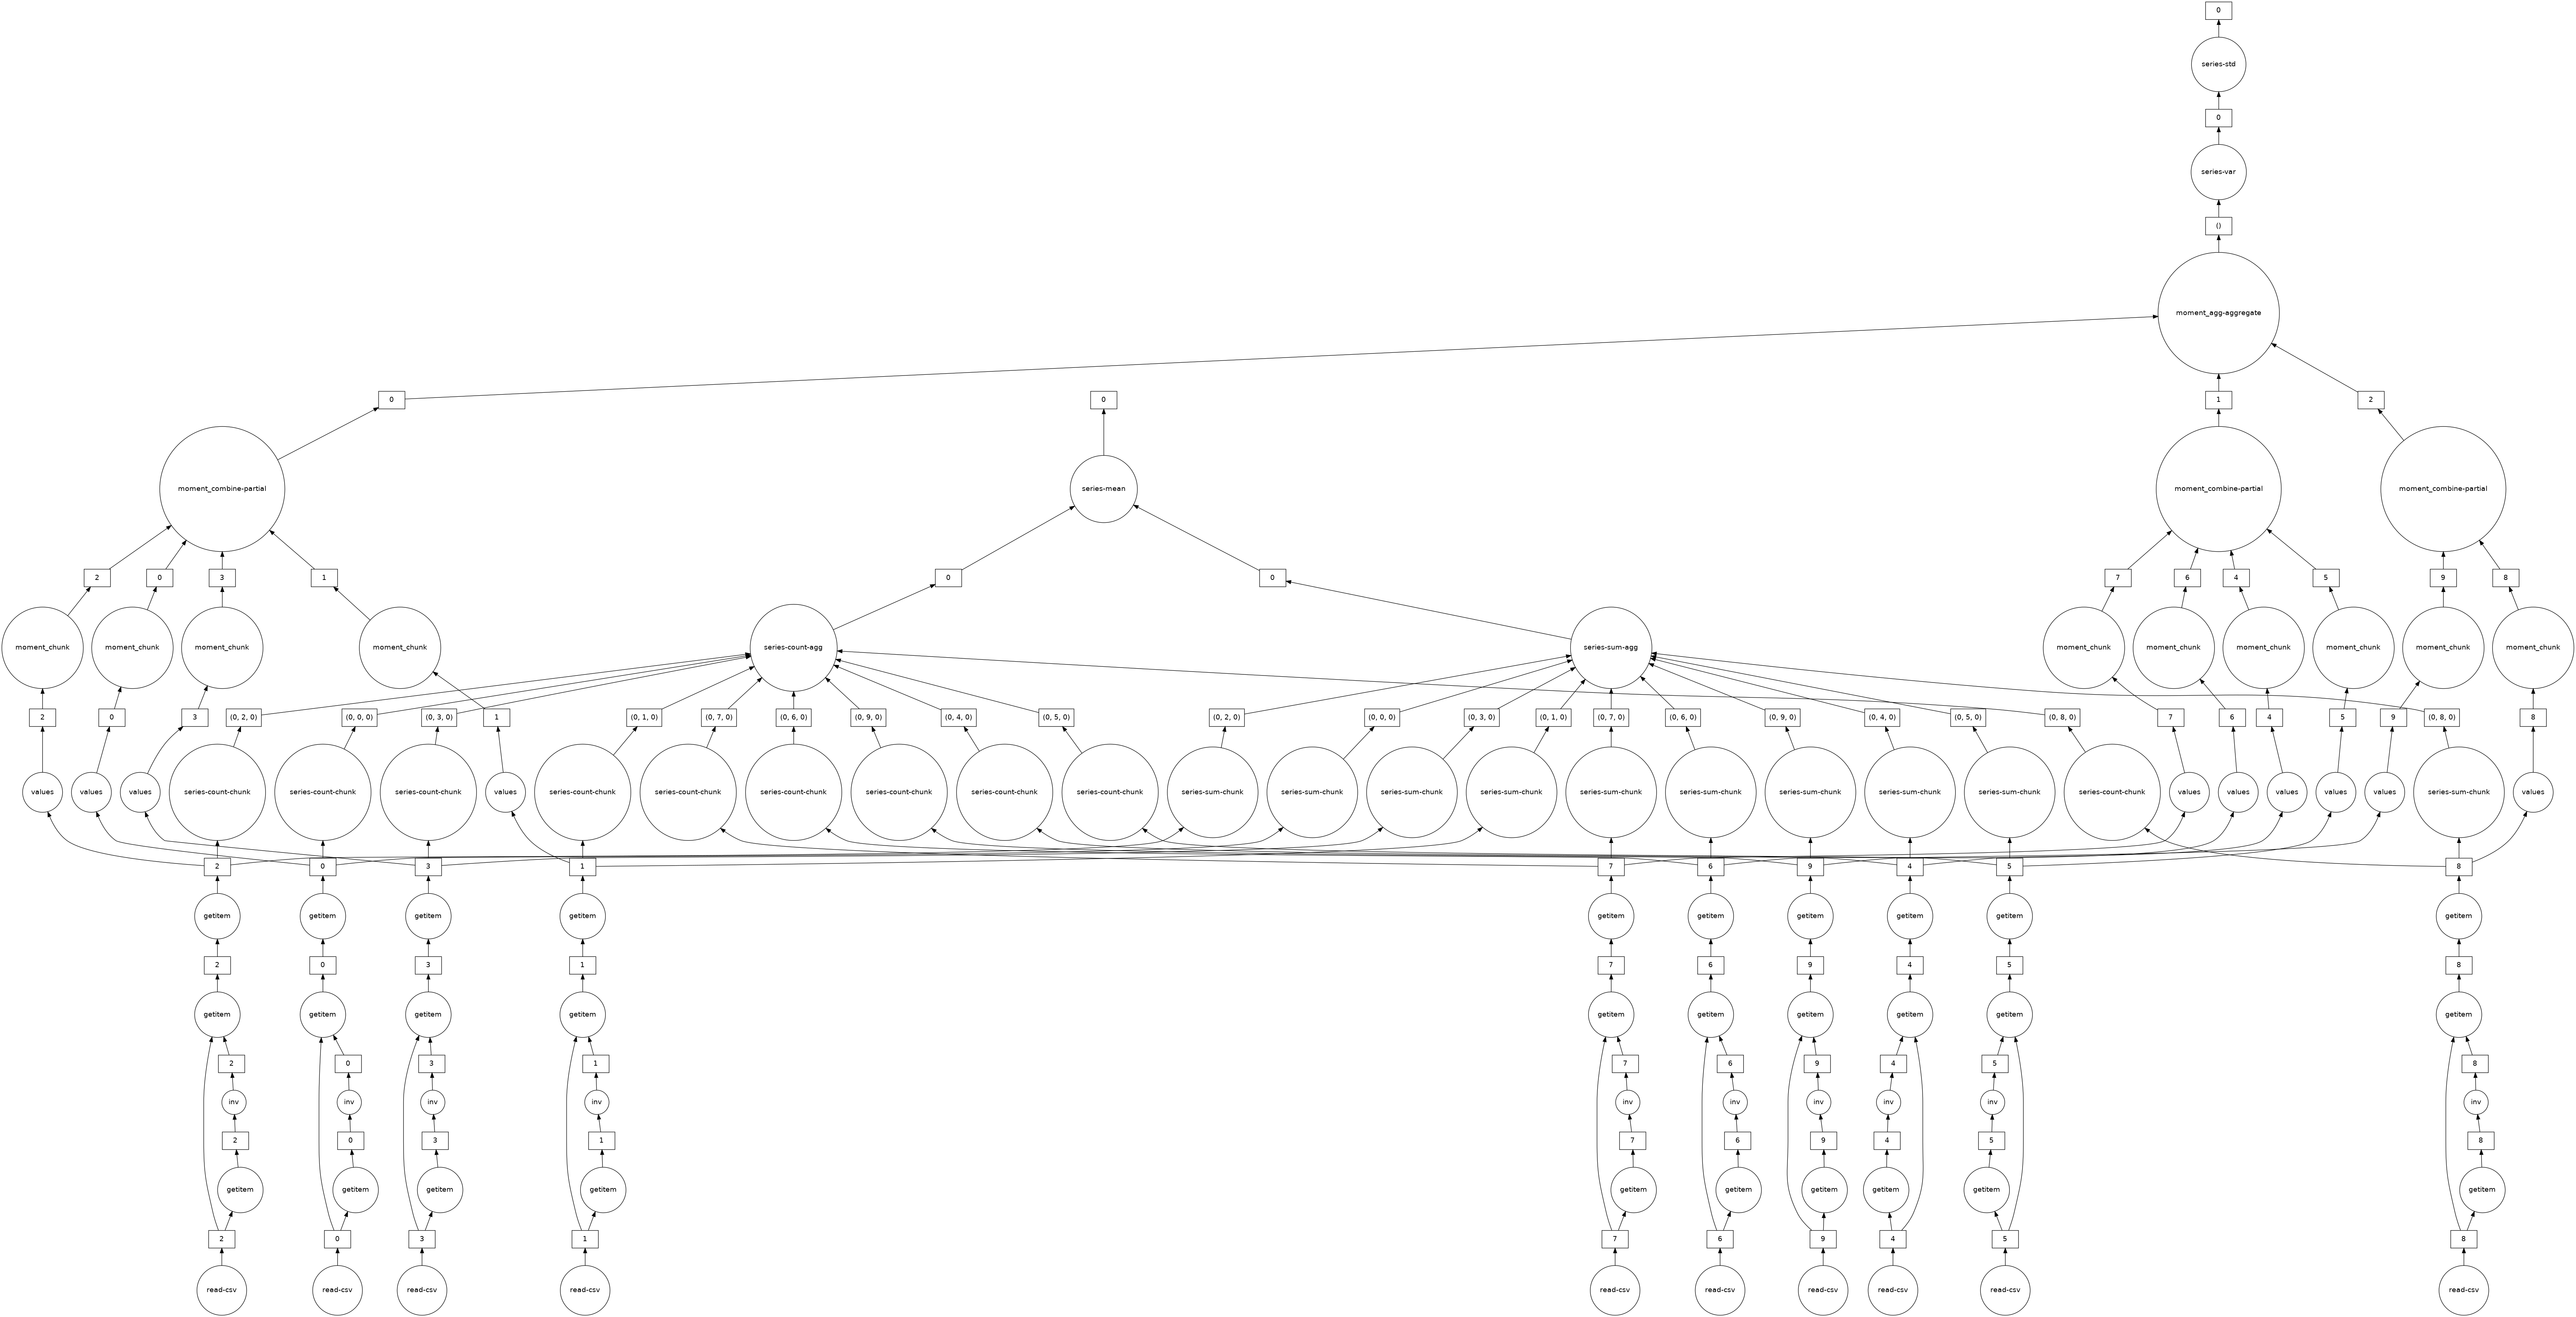 0
series-std
0
series-var
()
moment_agg-aggregate
0 0 1 2
moment_combine-partial series-mean moment_combine-partial moment_combine-partial
2 0 3 1 0 0 7 6 4 5 9 8
moment_chunk moment_chunk moment_chunk moment_chunk series-count-agg series-sum-agg moment_chunk moment_chunk moment_chunk moment_chunk moment_chunk moment_chunk
2 0 3 (0, 2, 0) (0, 0, 0) (0, 3, 0) 1 (0, 1, 0) (0, 7, 0) (0, 6, 0) (0, 9, 0) (0, 4, 0) (0, 5, 0) (0, 2, 0) (0, 0, 0) (0, 3, 0) (0, 1, 0) (0, 7, 0) (0, 6, 0) (0, 9, 0) (0, 4, 0) (0, 5, 0) (0, 8, 0) 7 6 4 5 9 (0, 8, 0) 8
values values values series-count-chunk series-count-chunk series-count-chunk values series-count-chunk series-count-chunk series-count-chunk series-count-chunk series-count-chunk series-count-chunk series-sum-chunk series-sum-chunk series-sum-chunk series-sum-chunk series-sum-chunk series-sum-chunk series-sum-chunk series-sum-chunk series-sum-chunk series-count-chunk values values values values values series-sum-chunk values
2 0 3 1 7 6 9 4 5 8
getitem getitem getitem getitem getitem getitem getitem getitem getitem getitem
2 0 3 1 7 6 9 4 5 8
getitem getitem getitem getitem getitem getitem getitem getitem getitem getitem
2 0 3 1 7 6 9 4 5 8
inv inv inv inv inv inv inv inv inv inv
2 0 3 1 7 6 9 4 5 8
getitem getitem getitem getitem getitem getitem getitem getitem getitem getitem
2 0 3 1 7 6 9 4 5 8
read-csv read-csv read-csv read-csv read-csv read-csv read-csv read-csv read-csv read-csv